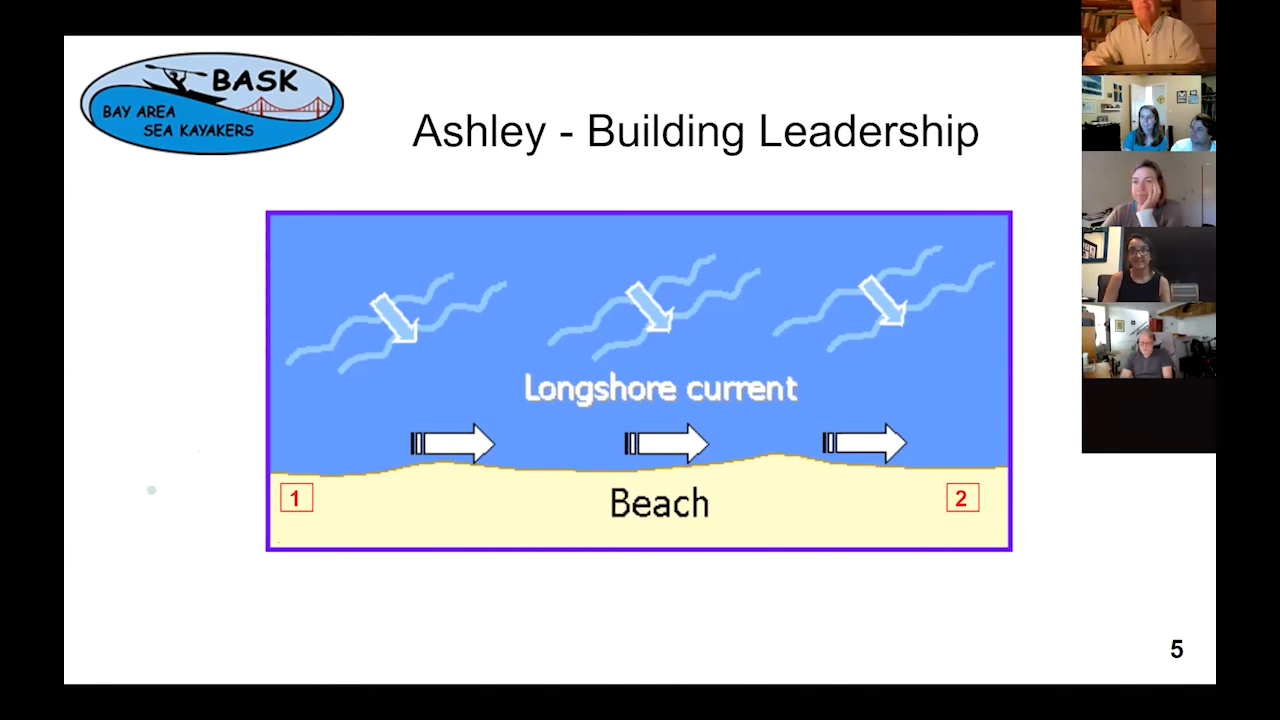 BASK
BAY AREA
SEA KAYAKERS
Ashley - Building Leadership
Longshore current
1
Beach
2
5